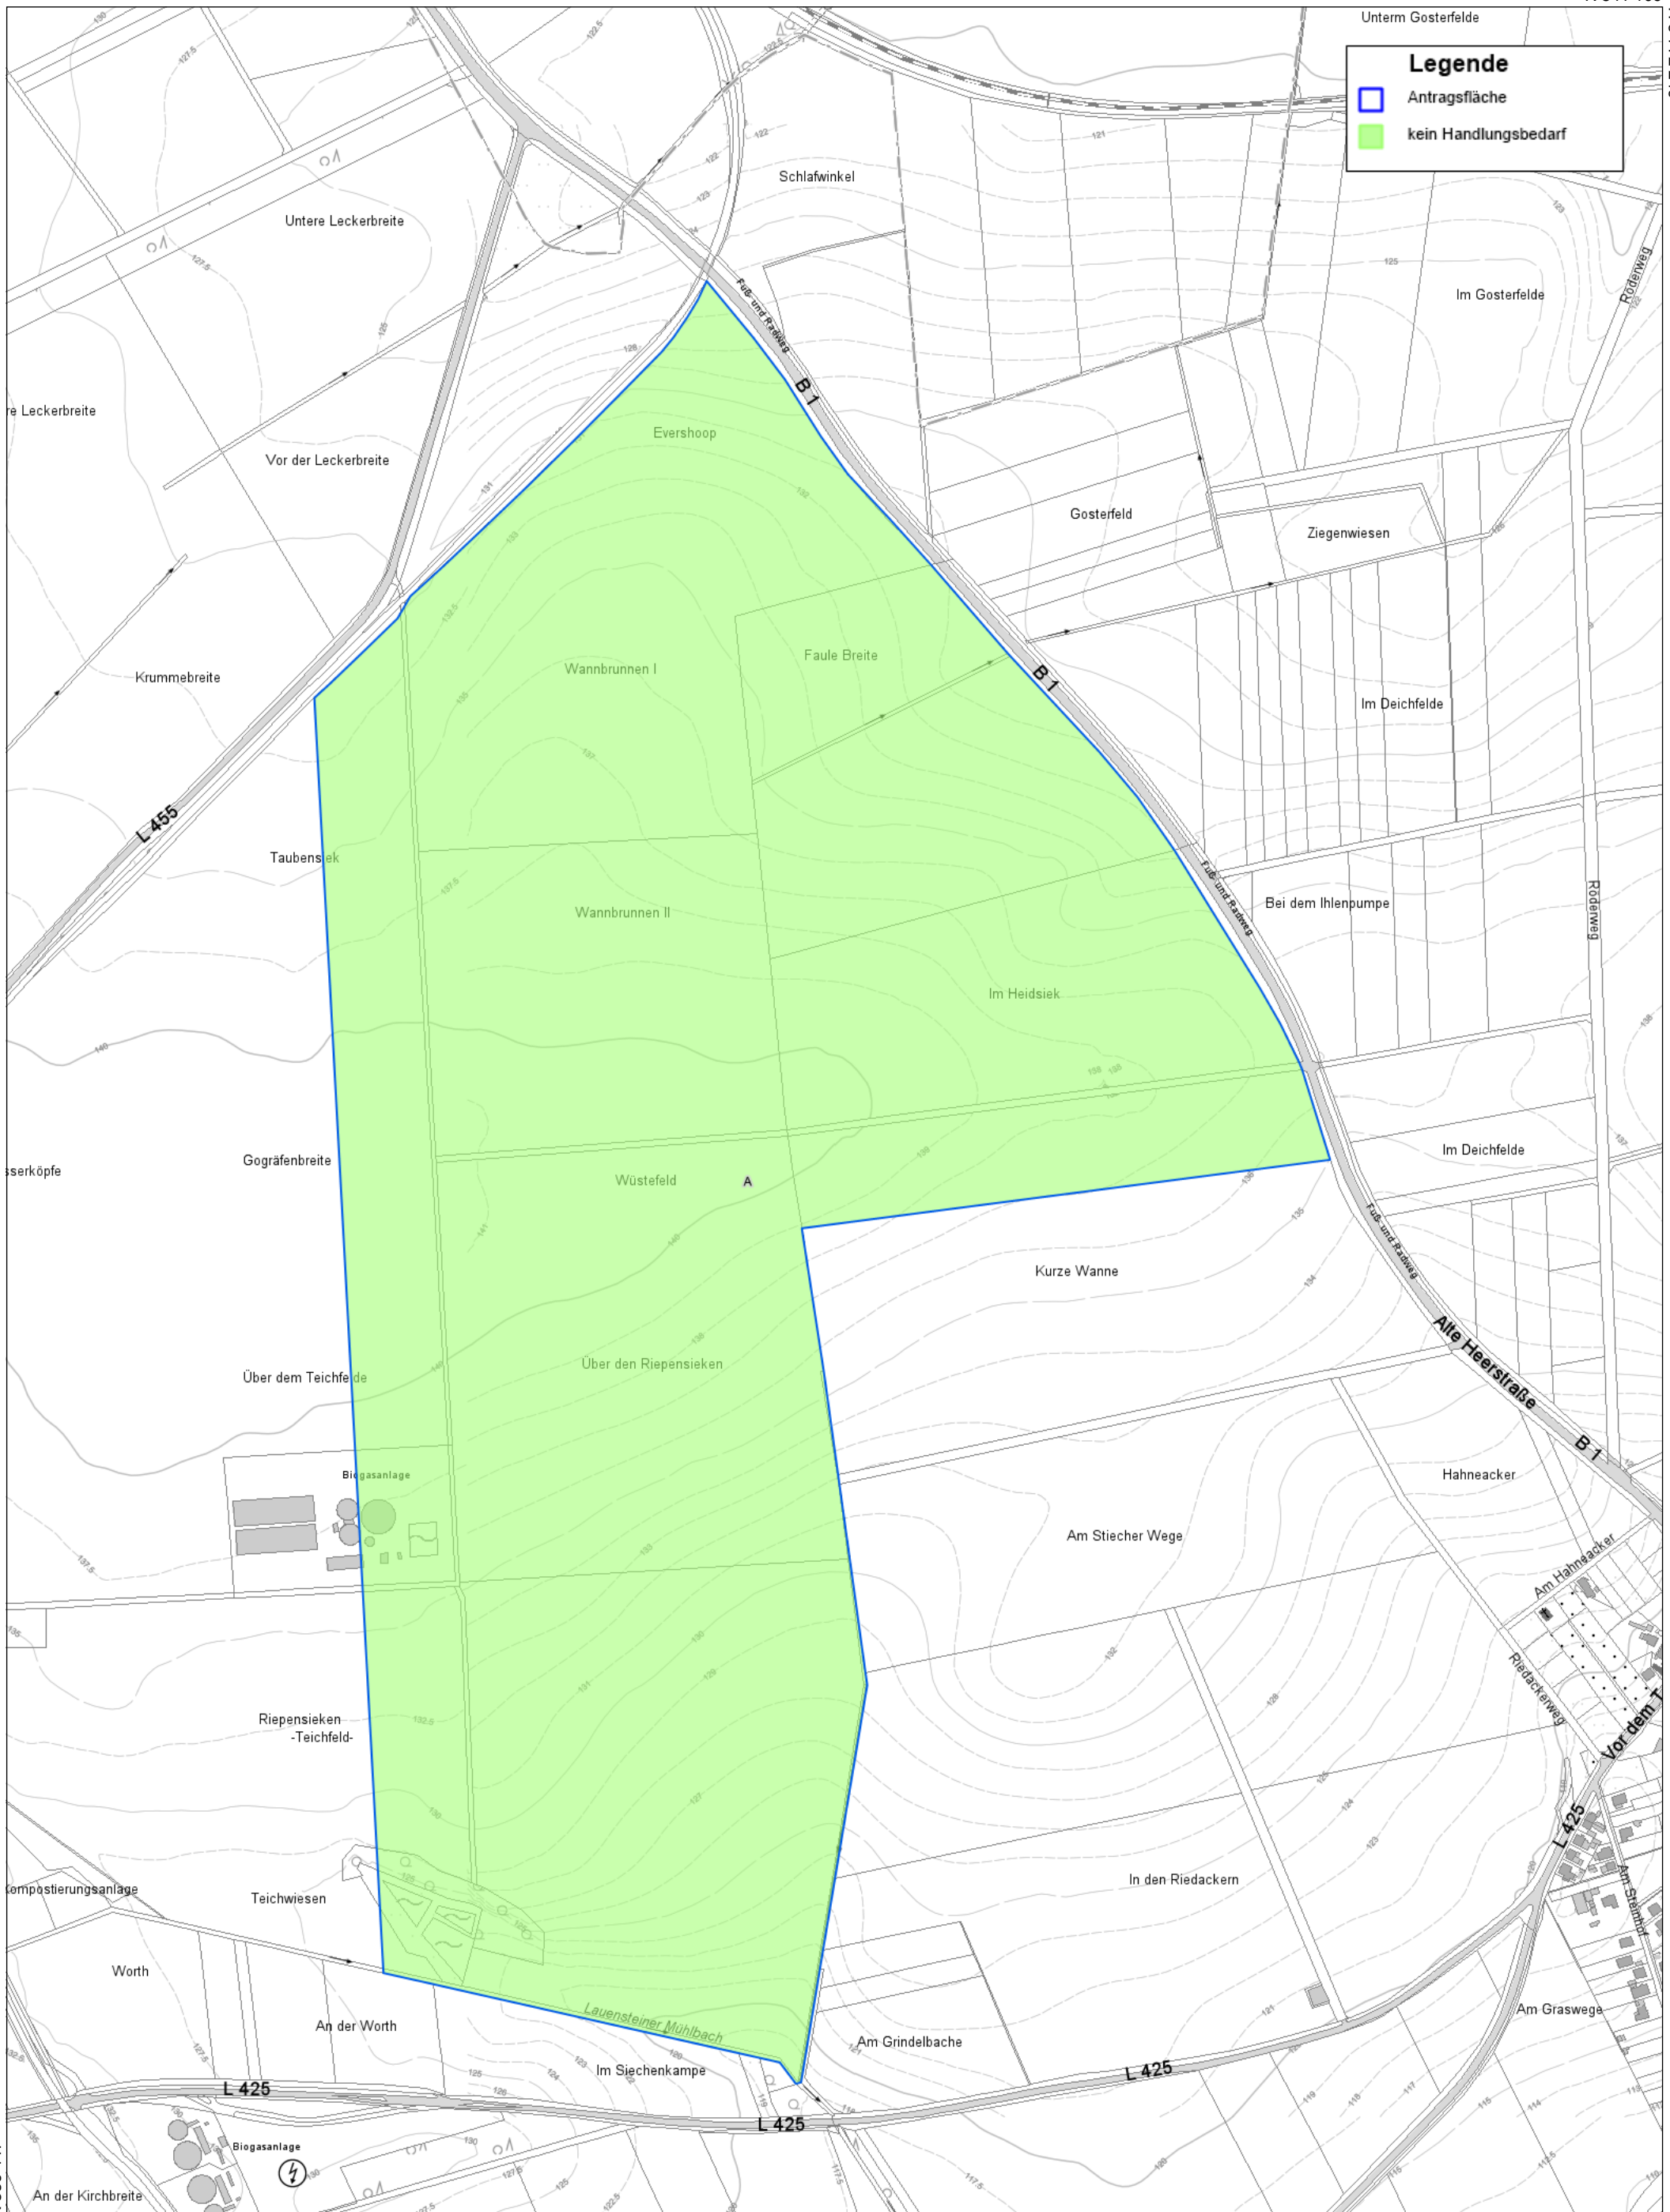 Unterm Gosterfelde
Legende
Antragsfläche
kein Handlungsbedarf
Schlafwinkel
Untere Leckerbreite
Fuß- und Radweg
Röderweg
Im Gosterfelde
B 1
re Leckerbreite
Evershoop
Vor der Leckerbreite
Gosterfeld
Ziegenwiesen
Faule Breite
Wannbrunnen I
Krummebreite
B 1
Im Deichfelde
L 455
Taubensiek
Fuß- und Radweg
Bei dem Ihlenpumpe
Röderweg
Wannbrunnen II
Im Heidsiek
Im Deichfelde
Gogräfenbreite
sserköpfe
Wüstefeld
A
Fuß- und Radweg
Kurze Wanne
Alte Heerstraße
Über den Riepensieken
Über dem Teichfelde
B 1
Biogasanlage
Hahneacker
Am Stiecher Wege
Am Hahneacker
Riedackerweg
Riepensieken
-Teichfeld-
Vor dem T
L 425
In den Riedackern
Kompostierungsanlage
Teichwiesen
Am Steinhof
Worth
Am Graswege
Lauensteiner Mühlbach
An der Worth
Am Grindelbache
Im Siechenkampe
L 425
L 425
L 425
Biogasanlage
An der Kirchbreite